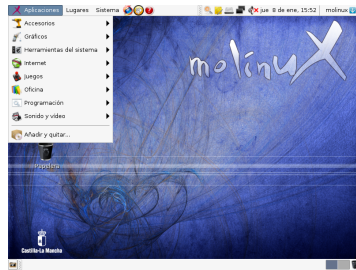 Aplicaciones Lugares Sistema jue 8 de ene, 15:52 molinux
Accesorios
Gráficos
Herramientas del sistema
Internet
Juegos
Oficina
Programación
Sonido y vídeo
Añadir y quitar...
molinux
Papelera
Castilla-La Mancha